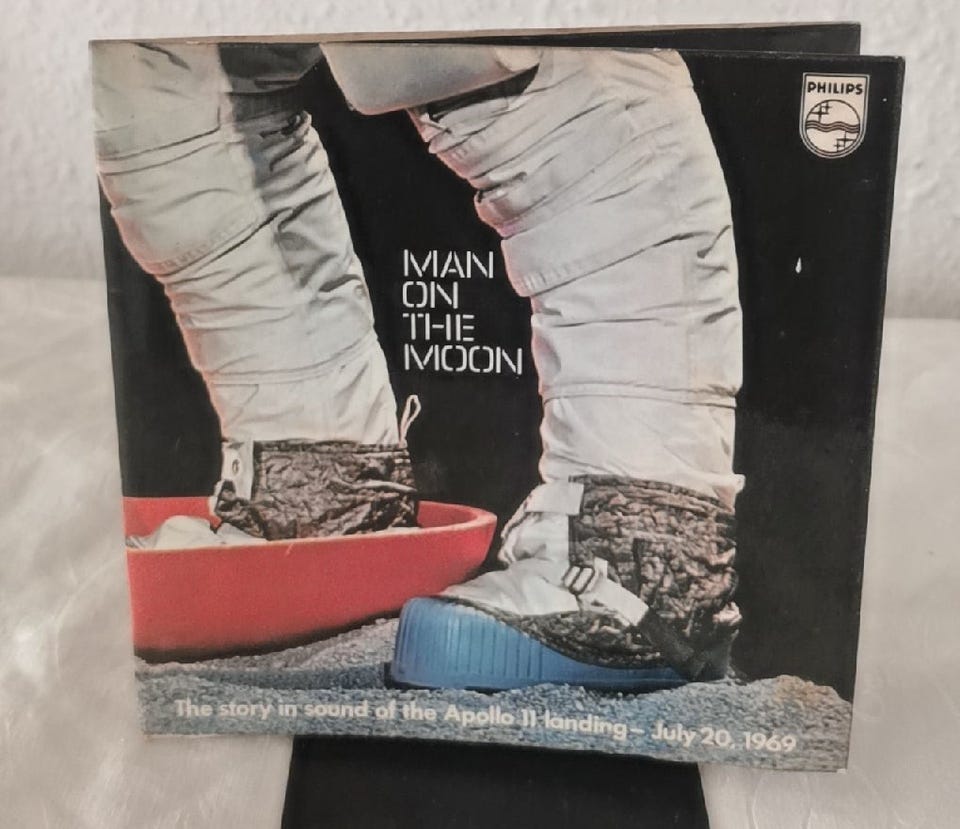 PHILIPS
MAN
ON
THE
MOON
The story in sound of the Apollo 11 landing – July 20, 1969